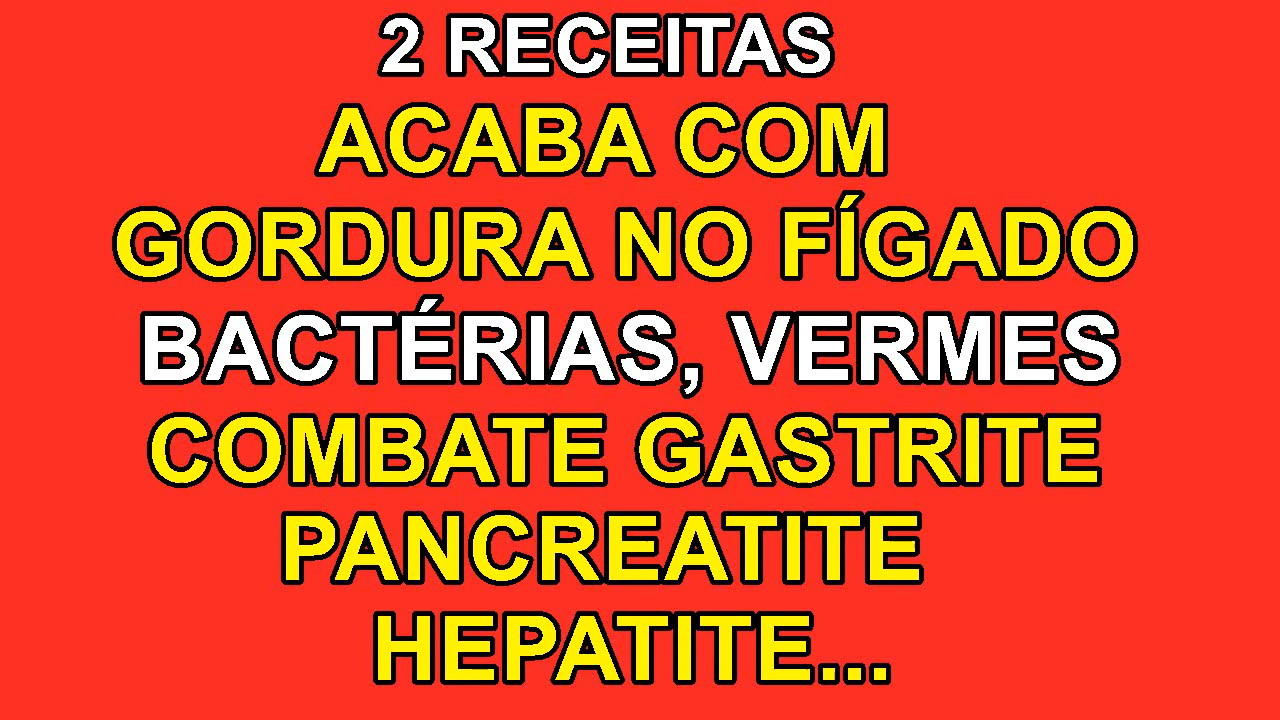 2 RECEITAS
ACABA COM
GORDURA NO FÍGADO
BACTÉRIAS, VERMES
COMBATE GASTRITE
PANCREATITE
HEPATITE...